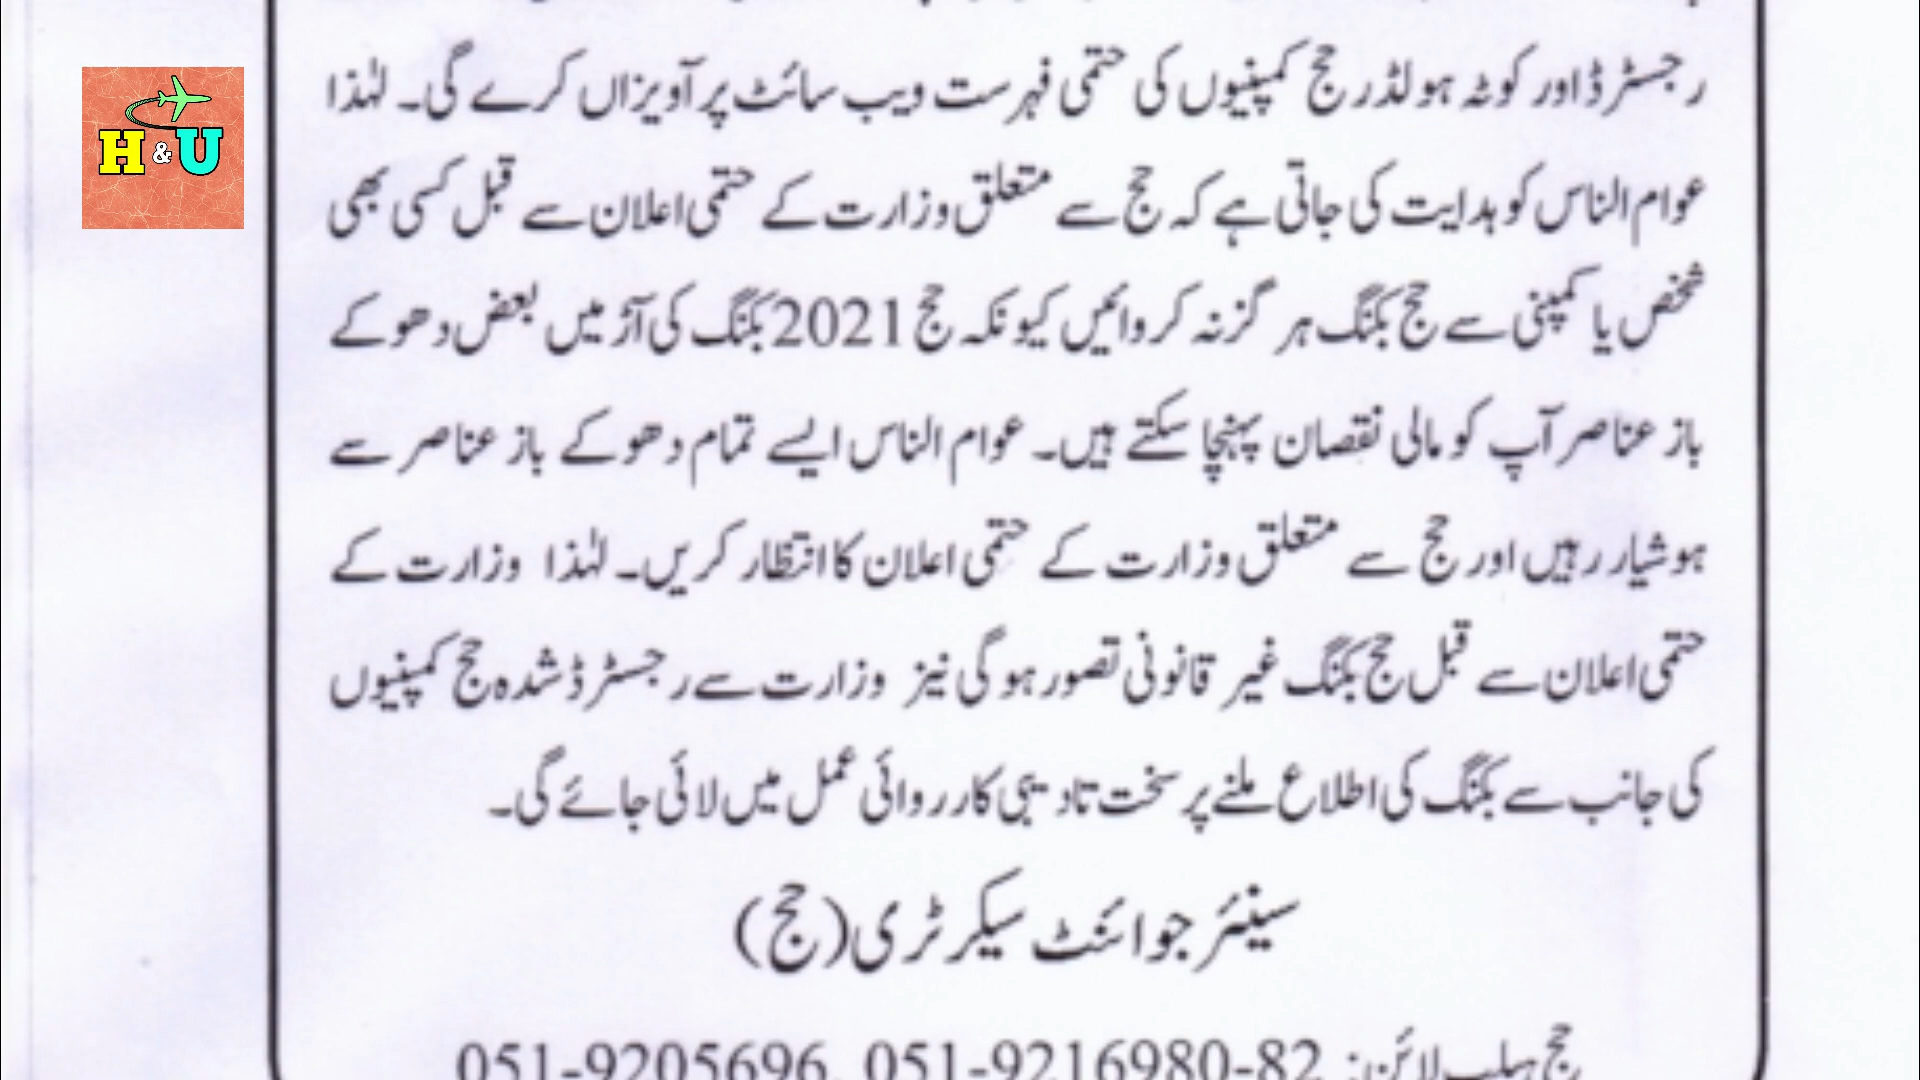 رجسٹرڈ اور کوٹہ ہولڈر حج کمپنیوں کی حتمی فہرست ویب سائٹ پر آویزاں کرے گی۔ لہٰذا
عوام الناس کو ہدایت کی جاتی ہے کہ حج سے متعلق وزارت کے حتمی اعلان سے قبل کسی بھی
شخص یا کمپنی سے حج بکنگ ہر گز نہ کروائیں کیونکہ حج 2021 بکنگ کی آڑ میں بعض دھوکے
باز عناصر آپ کو مالی نقصان پہنچا سکتے ہیں۔ عوام الناس ایسے تمام دھوکے باز عناصر سے
ہوشیار رہیں اور حج سے متعلق وزارت کے حتمی اعلان کا انتظار کریں۔ لہٰذا وزارت کے
حتمی اعلان سے قبل حج بکنگ غیر قانونی تصور ہو گی نیز وزارت سے رجسٹرڈ شدہ حج کمپنیوں
کی جانب سے بکنگ کی اطلاع ملنے پر سخت تادیبی کارروائی عمل میں لائی جائے گی۔
سینئر جوائنٹ سیکرٹری (حج)
حج ہیلپ لائن: 051-9216980-82, 051-9205696
H & U